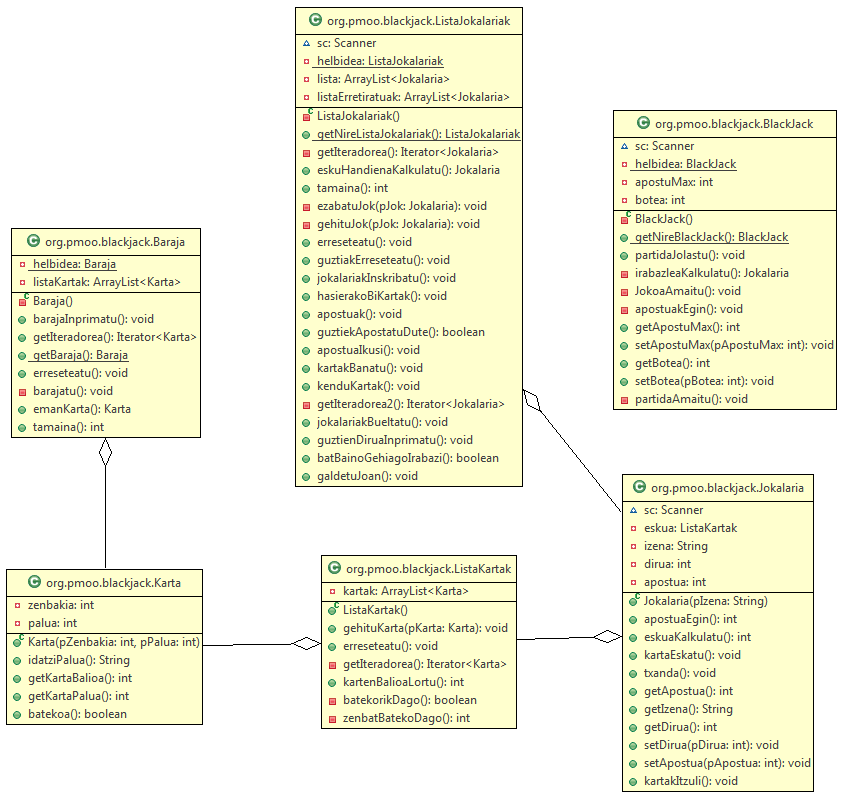 org.pmoo.blackjack.ListaJokalariak
sc: Scanner
helbidea: ListaJokalariak
lista: ArrayList<Jokalaria>
listaErretiratuak: ArrayList<Jokalaria>
ListaJokalariak()
getNireListaJokalariak(): ListaJokalariak
getIteradorea(): Iterator<Jokalaria>
eskuHandienaKalkulatu(): Jokalaria
tamaina(): int
ezabatuJok(pJok: Jokalaria): void
gehituJok(pJok: Jokalaria): void
erreseteatu(): void
guztiakErreseteatu(): void
jokalariakInskribatu(): void
hasierakoBiKartak(): void
apostuak(): void
guztiekApostatuDute(): boolean
apostuaIkusi(): void
kartakBanatu(): void
kenduKartak(): void
getIteradorea2(): Iterator<Jokalaria>
jokalariakBueltatu(): void
guztienDiruaInprimatu(): void
batBainoGehiagoIrabazi(): boolean
galdetuJoan(): void
org.pmoo.blackjack.BlackJack
sc: Scanner
helbidea: BlackJack
apostuMax: int
botea: int
BlackJack()
getNireBlackJack(): BlackJack
partidaJolastu(): void
irabazleaKalkulatu(): Jokalaria
JokoaAmaitu(): void
apostuakEgin(): void
getApostuMax(): int
setApostuMax(pApostuMax: int): void
getBotea(): int
setBotea(pBotea: int): void
partidaAmaitu(): void
org.pmoo.blackjack.Baraja
helbidea: Baraja
listaKartak: ArrayList<Karta>
Baraja()
barajaInprimatu(): void
getIteradorea(): Iterator<Karta>
getBaraja(): Baraja
erreseteatu(): void
barajatu(): void
emanKarta(): Karta
tamaina(): int
org.pmoo.blackjack.Karta
zenbakia: int
palua: int
Karta(pZenbakia: int, pPalua: int)
idatziPalua(): String
getKartaBalioa(): int
getKartaPalua(): int
batekoa(): boolean
org.pmoo.blackjack.ListaKartak
kartak: ArrayList<Karta>
ListaKartak()
gehituKarta(pKarta: Karta): void
erreseteatu(): void
getIteradorea(): Iterator<Karta>
kartenBalioaLortu(): int
batekorikDago(): boolean
zenbatBatekoDago(): int
org.pmoo.blackjack.Jokalaria
sc: Scanner
eskua: ListaKartak
izena: String
dirua: int
apostua: int
Jokalaria(pIzena: String)
apostuaEgin(): int
eskuaKalkulatu(): int
kartaEskatu(): void
txanda(): void
getApostua(): int
getIzena(): String
getDirua(): int
setDirua(pDirua: int): void
setApostua(pApostua: int): void
kartakItzuli(): void